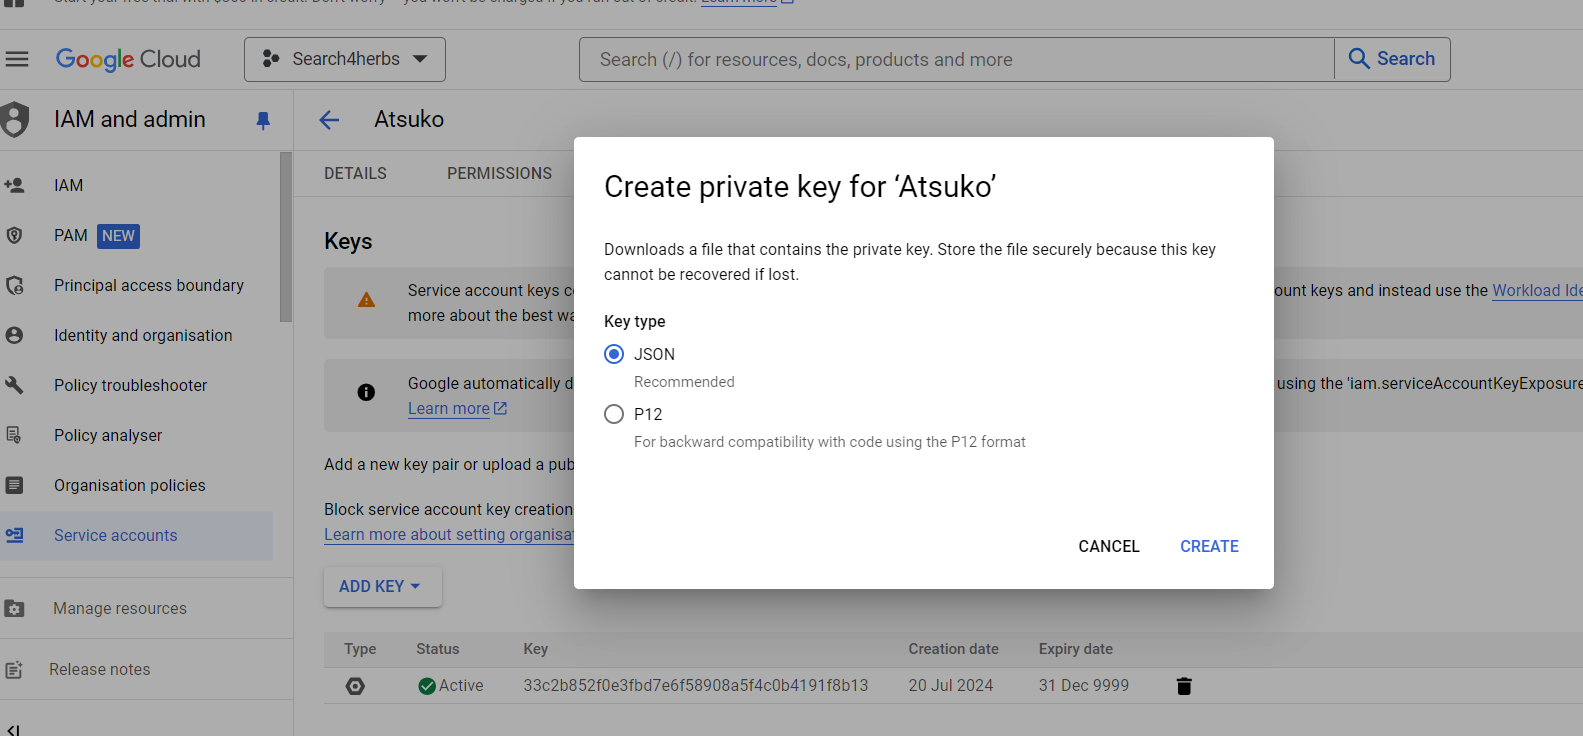 Start your free trial with $300 in credit. Don't worry – you won't be charged if you run out of credit. Learn more
Google Cloud
Search4herbs
Search (/) for resources, docs, products and more
Search
IAM and admin
Atsuko
IAM
PAM NEW
Principal access boundary
Identity and organisation
Policy troubleshooter
Policy analyser
Organisation policies
Service accounts
Manage resources
Release notes
DETAILS
PERMISSIONS
Keys
Service account keys c
ount keys and instead use the Workload Ide
more about the best wa
Google automatically d
using the 'iam.serviceAccountKeyExposure
Learn more
Add a new key pair or upload a pub
Block service account key creation
Learn more about setting organisat
ADD KEY
Create private key for ‘Atsuko’
Downloads a file that contains the private key. Store the file securely because this key
cannot be recovered if lost.
Key type
JSON
Recommended
P12
For backward compatibility with code using the P12 format
CANCEL
CREATE
Type Status Key Creation date Expiry date
Active 33c2b852f0e3fbd7e6f58908a5f4c0b4191f8b13 20 Jul 2024 31 Dec 9999